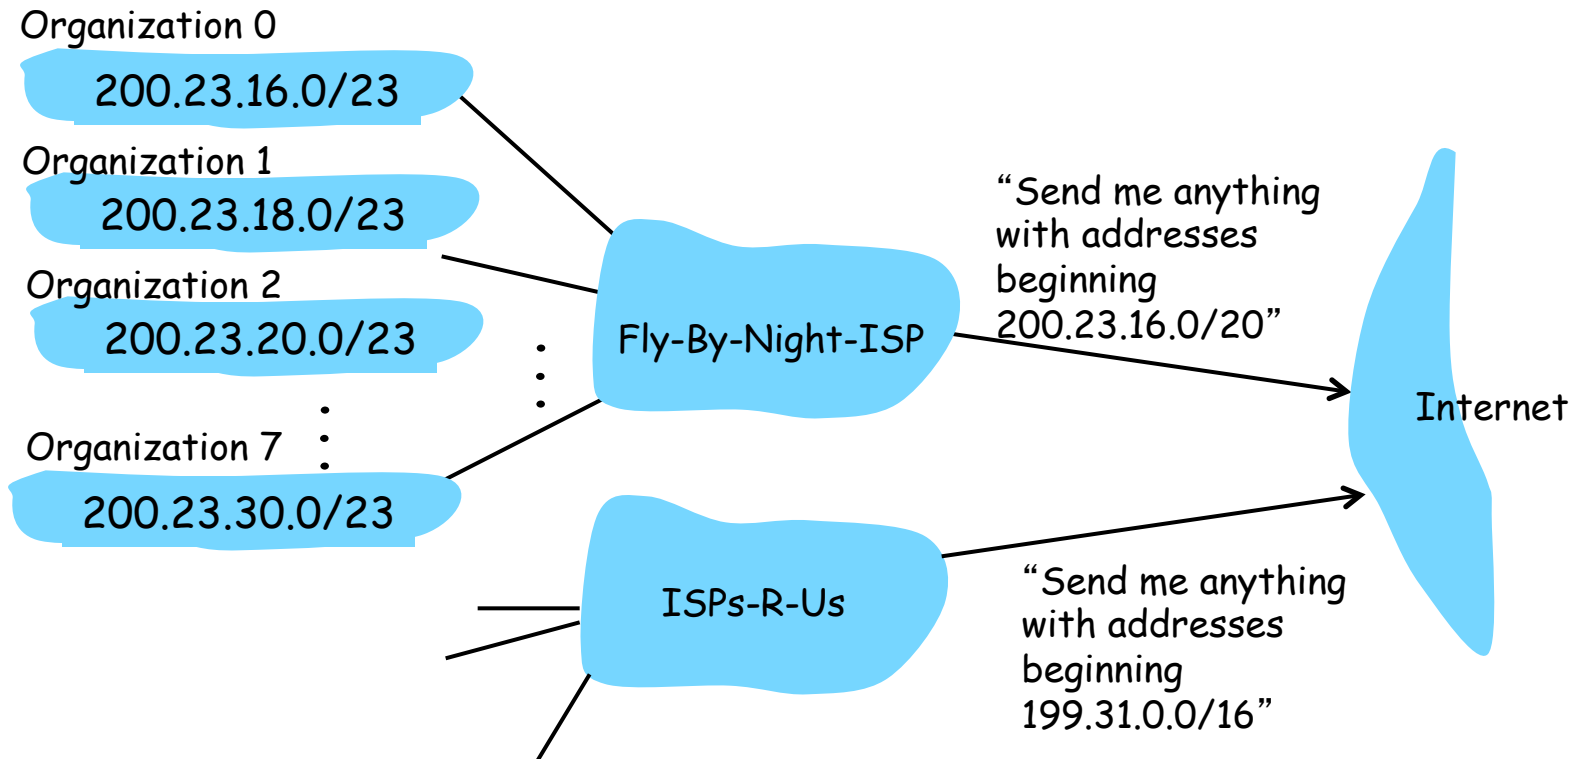 Organization 0
200.23.16.0/23
Organization 1
200.23.18.0/23
Organization 2
200.23.20.0/23
Organization 7
200.23.30.0/23
Fly-By-Night-ISP
“Send me anything
with addresses
beginning
200.23.16.0/20”
Internet
ISPs-R-Us
“Send me anything
with addresses
beginning
199.31.0.0/16”